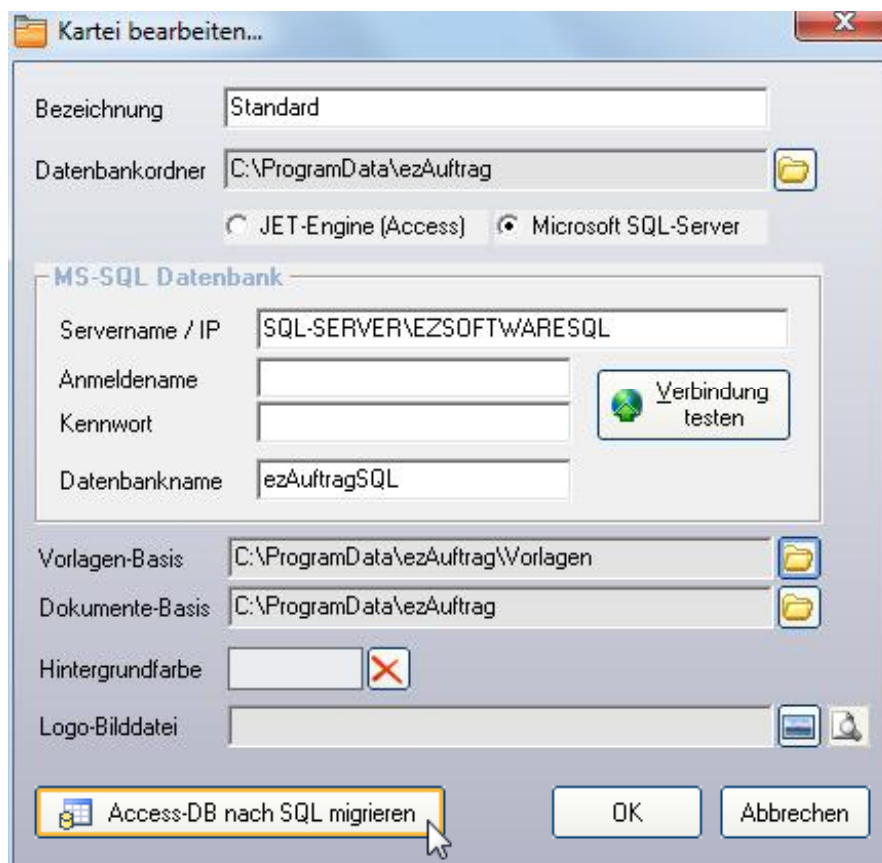 Kartei bearbeiten...
Bezeichnung Standard
Datenbankordner C:\ProgramData\ezAuftrag
JET-Engine (Access) Microsoft SQL-Server
MS-SQL Datenbank
Servername / IP SQL-SERVER\EZSOFTWARESQL
Anmeldename
Verbindung testen
Kennwort
Datenbankname ezAuftragSQL
Vorlagen-Basis C:\ProgramData\ezAuftrag\Vorlagen
Dokumente-Basis C:\ProgramData\ezAuftrag
Hintergrundfarbe
Logo-Bilddatei
Access-DB nach SQL migrieren OK Abbrechen